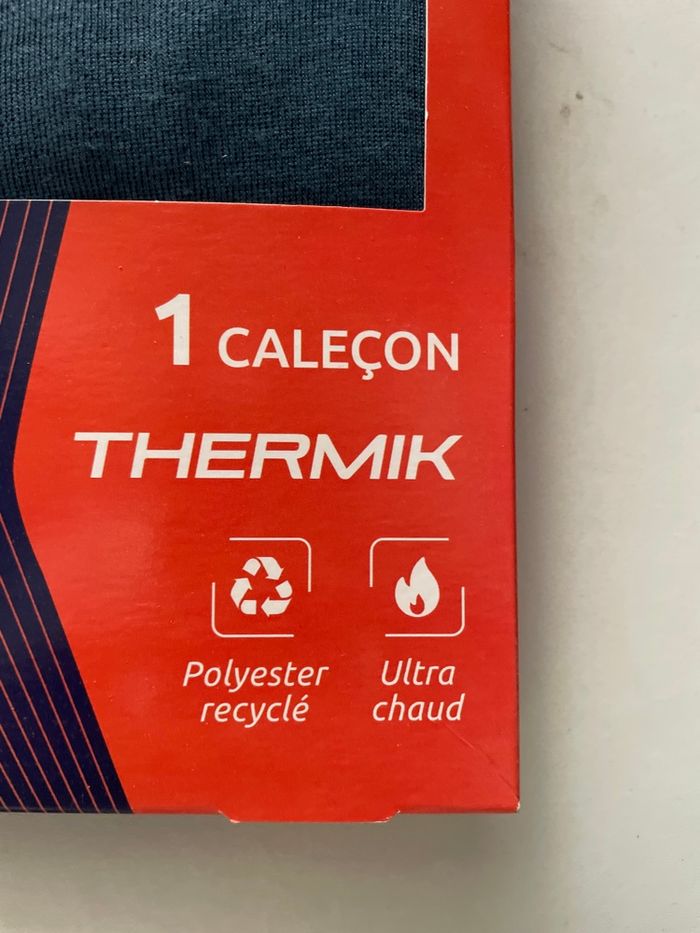 1 CALEÇON
THERMIK
Polyester
recyclé
Ultra
chaud